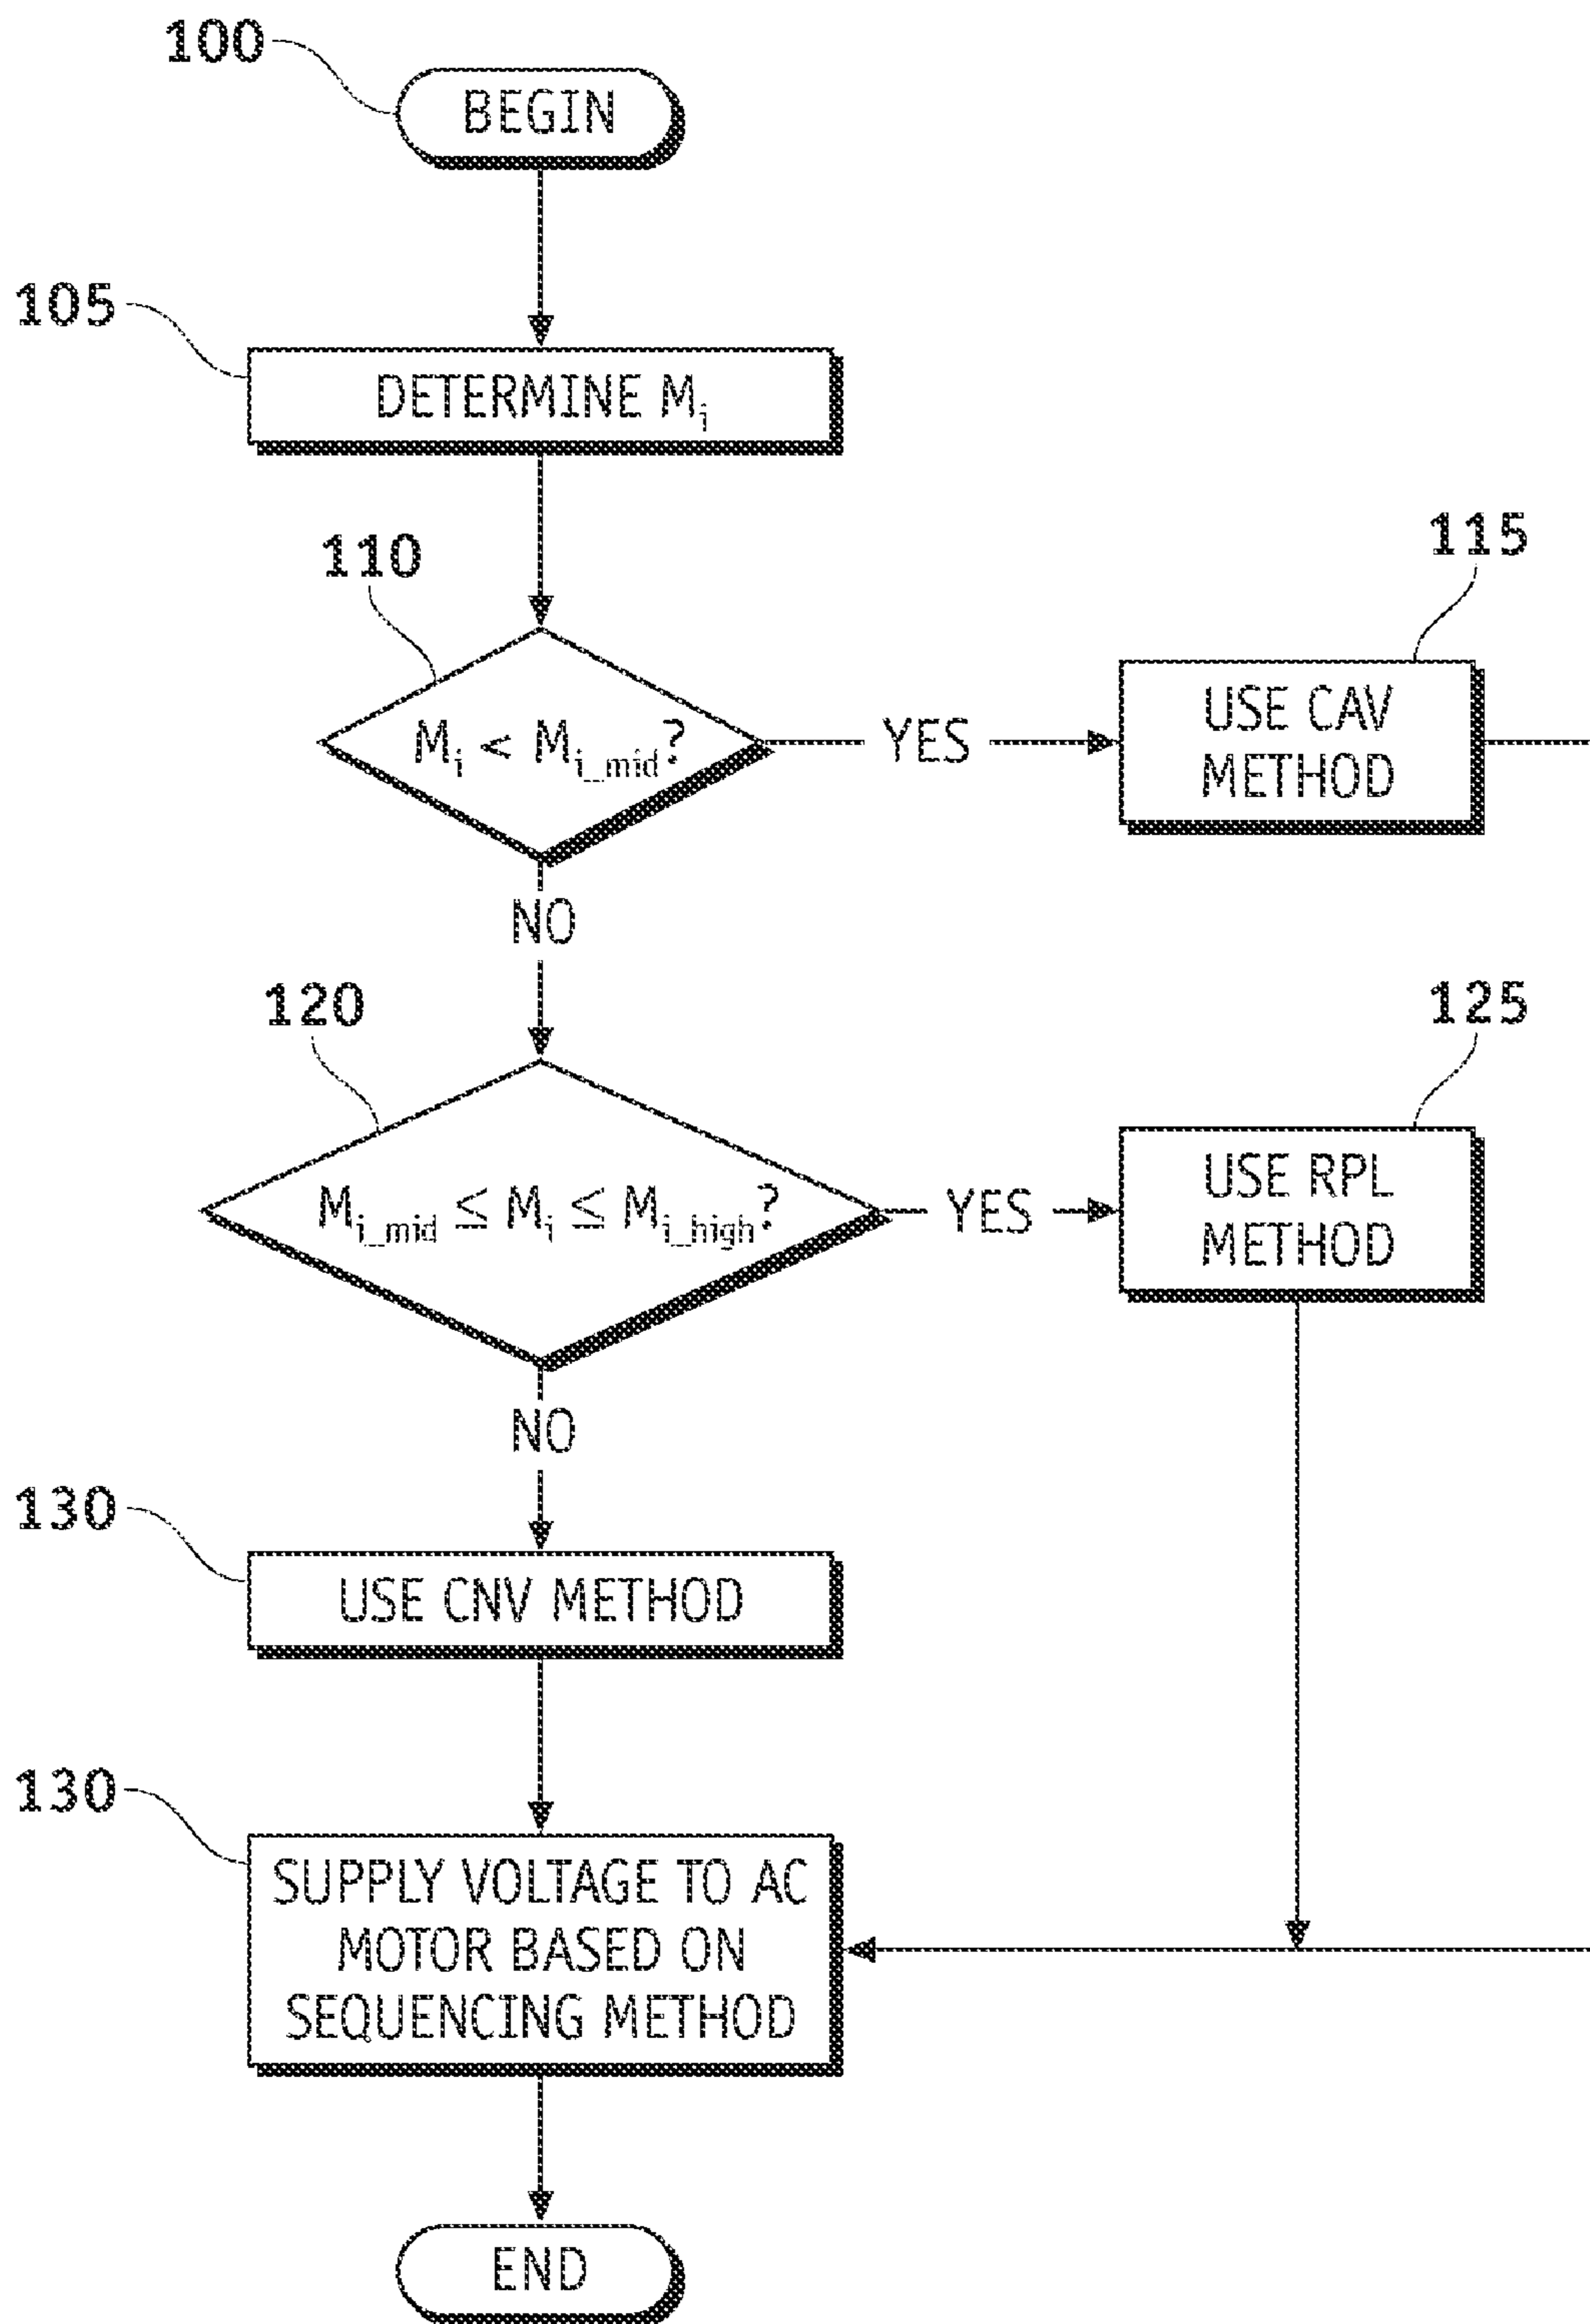 100
BEGIN
105
DETERMINE Mi
110
Mi < Mi_mid?
YES
115
USE CAV
METHOD
NO
120
Mi_mid ≤ Mi ≤ Mi_high?
YES
125
USE RPL
METHOD
NO
130
USE CNV METHOD
130
SUPPLY VOLTAGE TO AC
MOTOR BASED ON
SEQUENCING METHOD
END